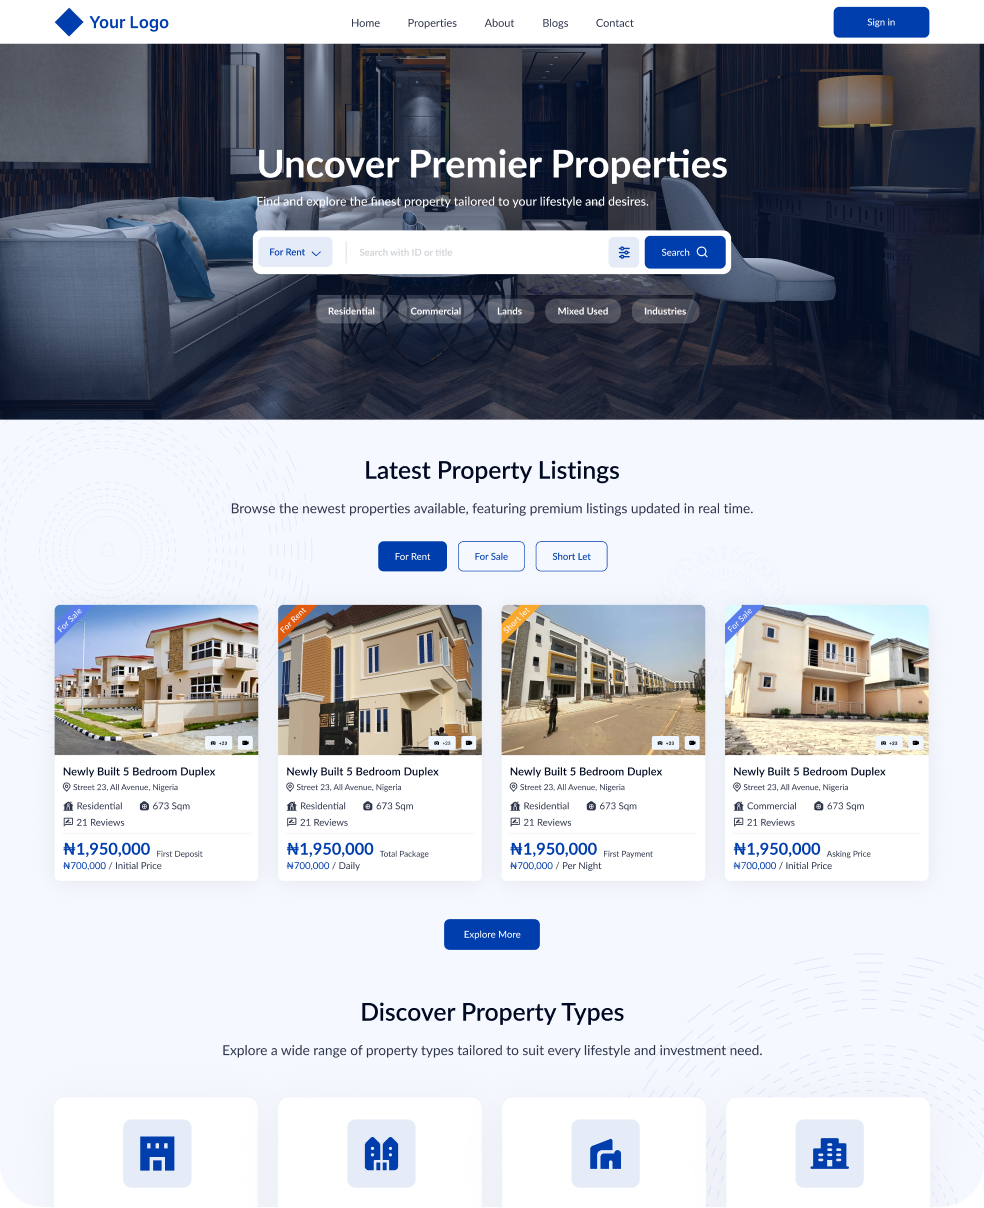 Your Logo
Home Properties About Blogs Contact
Sign in
Uncover Premier Properties
Find and explore the finest property tailored to your lifestyle and desires.
For Rent Search with ID or title Search
Residential Commercial Lands Mixed Used Industries
Latest Property Listings
Browse the newest properties available, featuring premium listings updated in real time.
For Rent For Sale Short Let
For Sale
+23
Newly Built 5 Bedroom Duplex
Street 23, All Avenue, Nigeria
Residential 673 Sqm
21 Reviews
₦1,950,000 First Deposit
₦700,000 / Initial Price
For Rent
+23
Newly Built 5 Bedroom Duplex
Street 23, All Avenue, Nigeria
Residential 673 Sqm
21 Reviews
₦1,950,000 Total Package
₦700,000 / Daily
Short let
+23
Newly Built 5 Bedroom Duplex
Street 23, All Avenue, Nigeria
Residential 673 Sqm
21 Reviews
₦1,950,000 First Payment
₦700,000 / Per Night
For Sale
+23
Newly Built 5 Bedroom Duplex
Street 23, All Avenue, Nigeria
Commercial 673 Sqm
21 Reviews
₦1,950,000 Asking Price
₦700,000 / Initial Price
Explore More
Discover Property Types
Explore a wide range of property types tailored to suit every lifestyle and investment need.